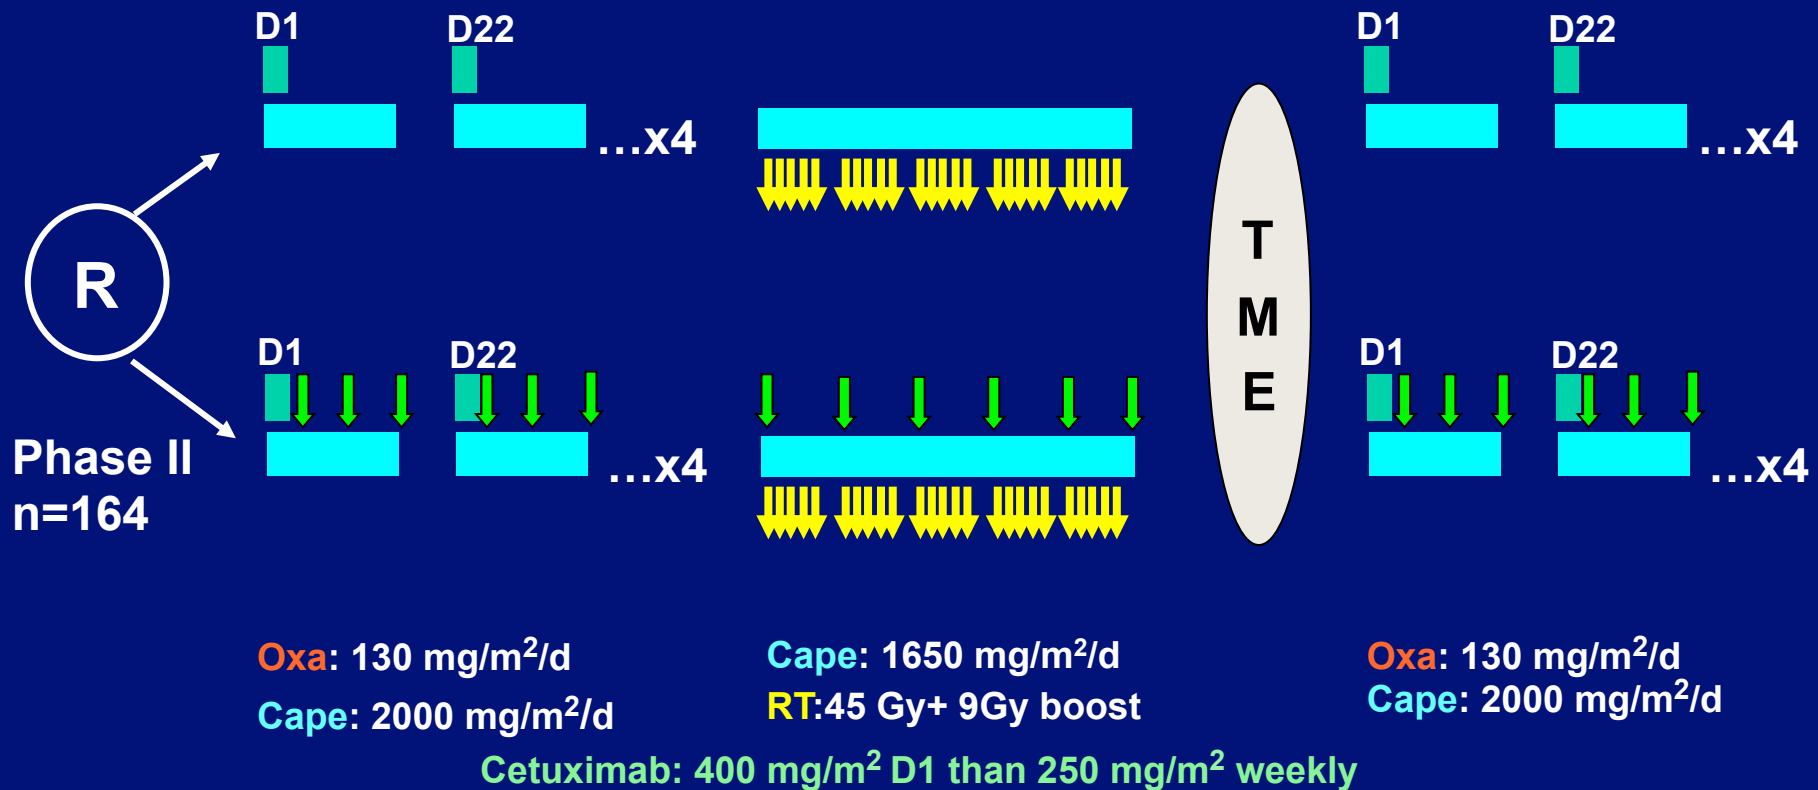 D1
D22
D1
D22
…x4
…x4
R
T
M
E
D1
D22
D1
D22
…x4
…x4
Phase II
n=164
Oxa: 130 mg/m²/d
Cape: 2000 mg/m²/d
Cape: 1650 mg/m²/d
RT:45 Gy+ 9Gy boost
Oxa: 130 mg/m²/d
Cape: 2000 mg/m²/d
Cetuximab: 400 mg/m² D1 than 250 mg/m² weekly